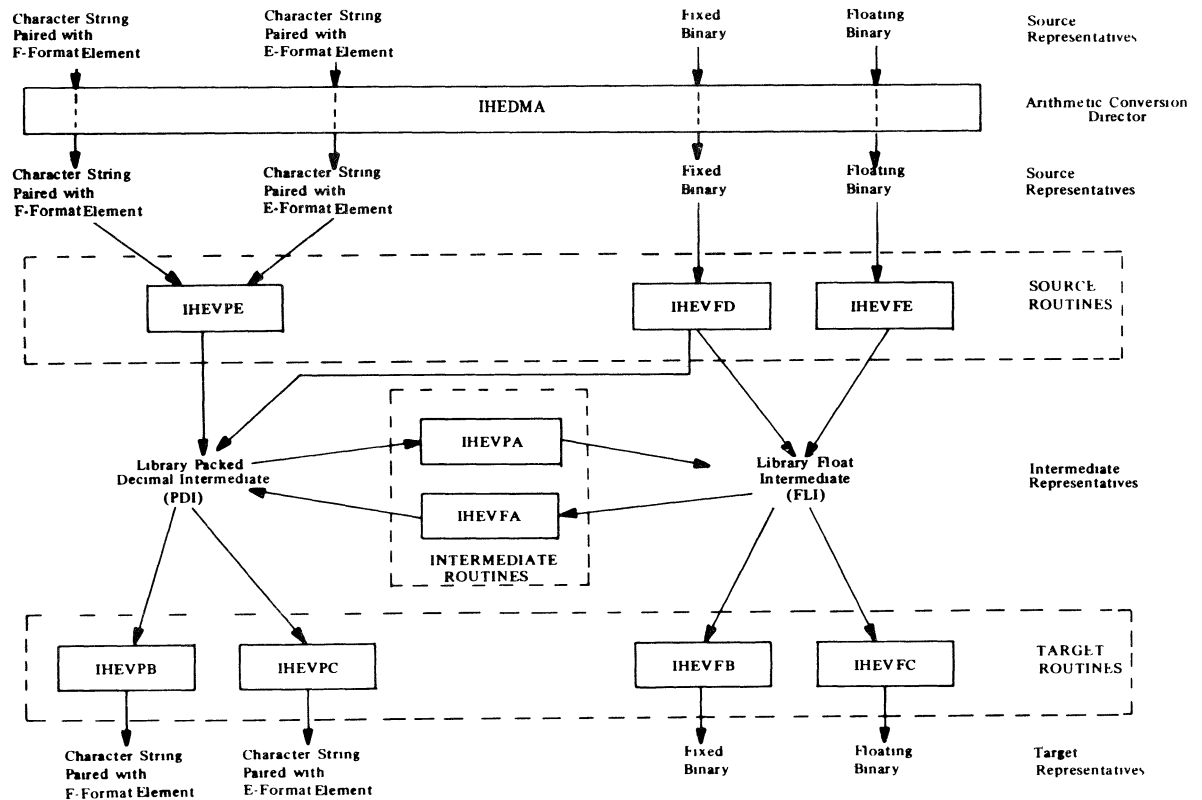 Character String
Paired with
F-Format Element
Character String
Paired with
E-Format Element
Fixed
Binary
Floating
Binary
Source
Representatives
IHEDMA
Arithmetic Conversion
Director
Character String
Paired with
F-Format Element
Character String
Paired with
E-Format Element
Fixed
Binary
Floating
Binary
Source
Representatives
IHEVPE
IHEVFD
IHEVFE
SOURCE
ROUTINES
IHEVPA
Library Packed
Decimal Intermediate
(PDI)
Library Float
Intermediate
(FLI)
Intermediate
Representatives
IHEVFA
INTERMEDIATE
ROUTINES
IHEVPB
IHEVPC
IHEVFB
IHEVFC
TARGET
ROUTINES
Character String
Paired with
F-Format Element
Character String
Paired with
E-Format Element
Fixed
Binary
Floating
Binary
Target
Representatives